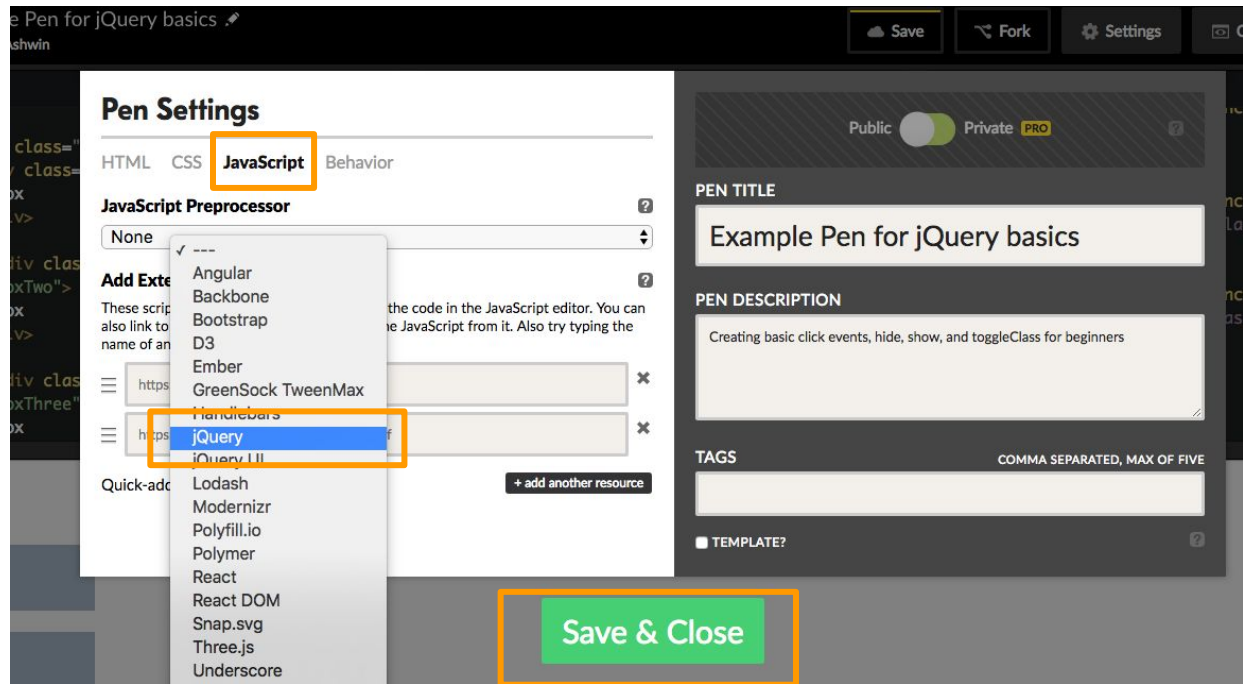 e Pen for jQuery basics
Ashwin
Save
Fork
Settings
Pen Settings
HTML CSS JavaScript Behavior
JavaScript Preprocessor
None
Add Exte
These scrip the code in the JavaScript editor. You can
also link to e JavaScript from it. Also try typing the
name of an
https
https f
Quick-add
+ add another resource
✓ ---
Angular
Backbone
Bootstrap
D3
Ember
GreenSock TweenMax
Handlebars
jQuery
jQuery UI
Lodash
Modernizr
Polyfill.io
Polymer
React
React DOM
Snap.svg
Three.js
Underscore
Public Private PRO
PEN TITLE
Example Pen for jQuery basics
PEN DESCRIPTION
Creating basic click events, hide, show, and toggleClass for beginners
TAGS COMMA SEPARATED, MAX OF FIVE
TEMPLATE?
Save & Close
class="
class=
ox
div clas
oxTwo">
ox
div clas
oxThree"
ox